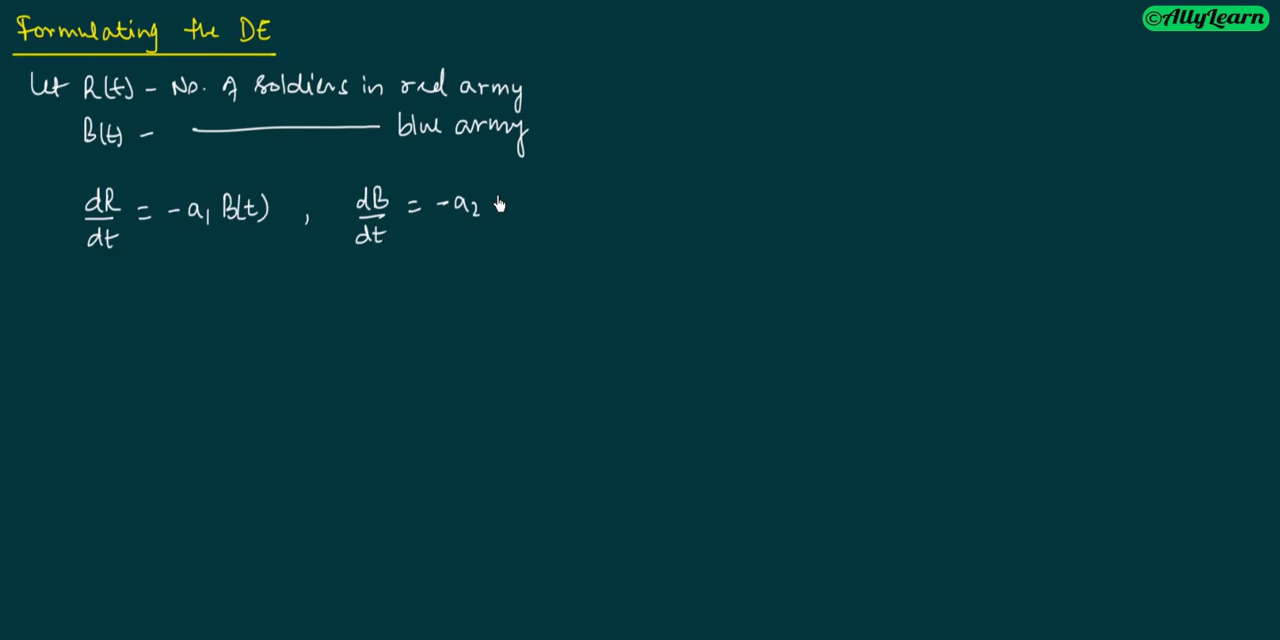 Formulating the DE
©AllyLearn
Let R(t) - No. of soldiers in red army
B(t) - ———— blue army
dR/dt = -a₁ B(t) , dB/dt = -a₂